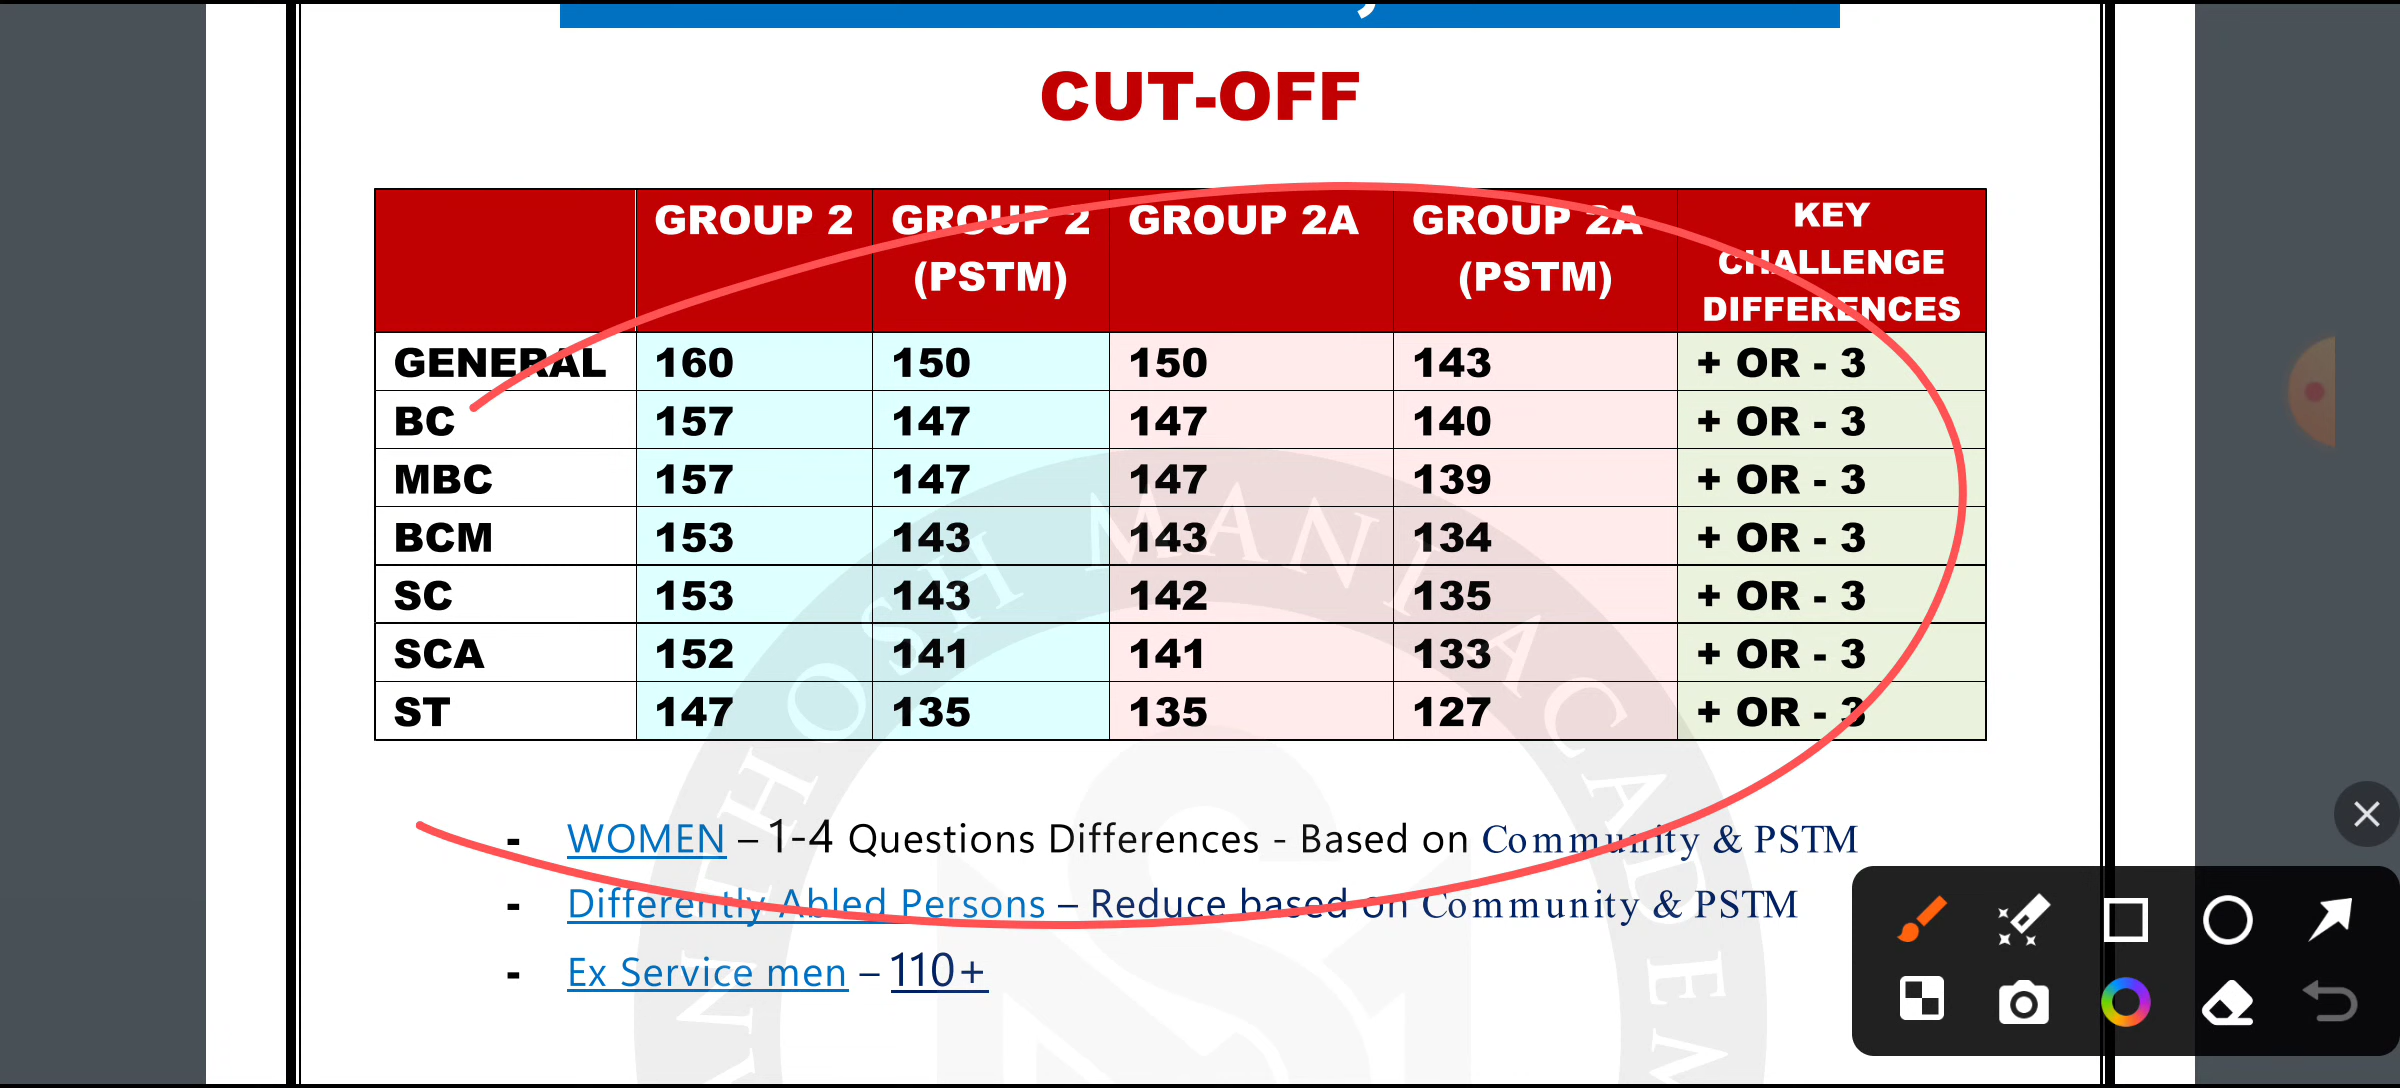 CUT-OFF
GROUP 2 GROUP 2 (PSTM) GROUP 2A GROUP 2A (PSTM) KEY CHALLENGE DIFFERENCES
GENERAL 160 150 150 143 + OR - 3
BC 157 147 147 140 + OR - 3
MBC 157 147 147 139 + OR - 3
BCM 153 143 143 134 + OR - 3
SC 153 143 142 135 + OR - 3
SCA 152 141 141 133 + OR - 3
ST 147 135 135 127 + OR - 3
- WOMEN – 1-4 Questions Differences - Based on Community & PSTM
- Differently Abled Persons – Reduce based on Community & PSTM
- Ex Service men – 110+